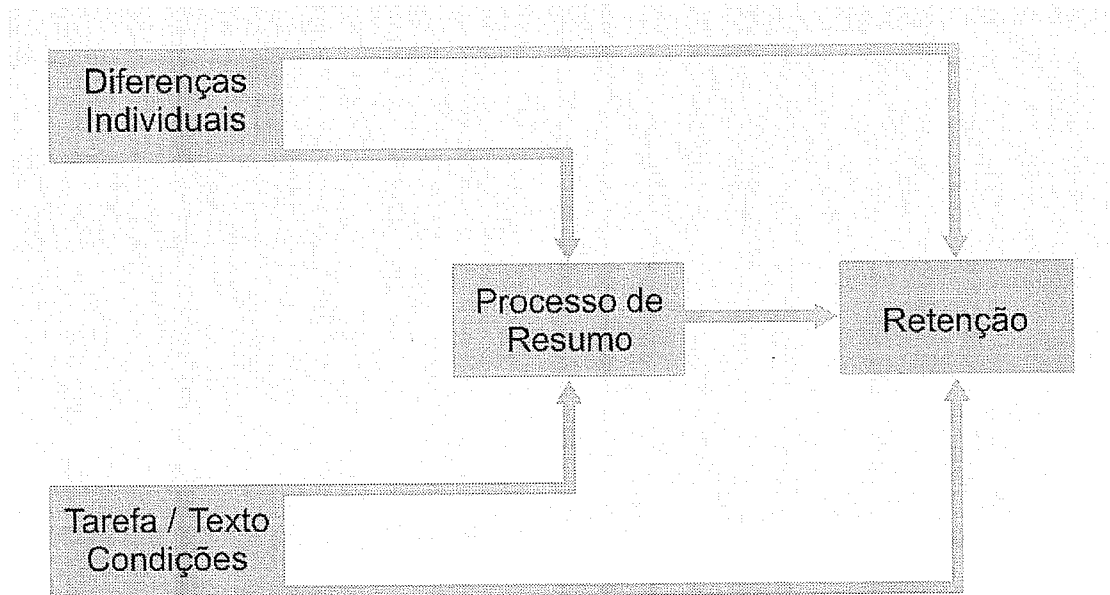 Diferenças
Individuais
Processo de
Resumo
Retenção
Tarefa / Texto
Condições